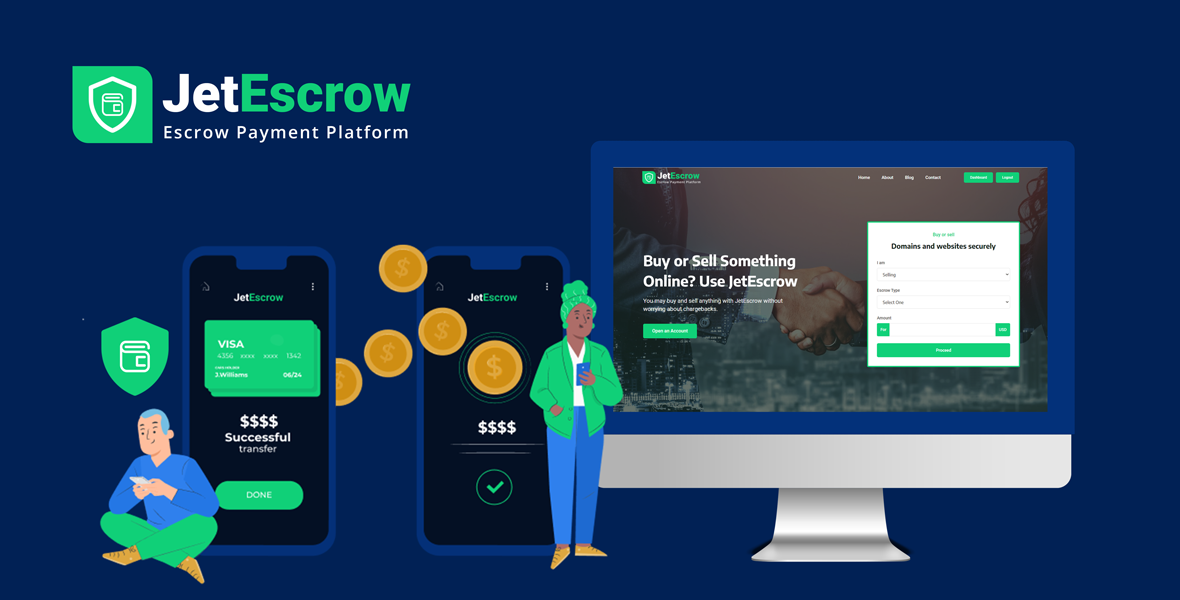 JetEscrow
Escrow Payment Platform
JetEscrow
Escrow Payment Platform
Home
About
Blog
Contact
Dashboard
Logout
Buy or Sell Something
Online? Use JetEscrow
You may buy and sell anything with JetEscrow without
worrying about chargebacks.
Open an Account
Buy or sell
Domains and websites securely
I am
Selling
Escrow Type
Select One
Amount
For
USD
Proceed
JetEscrow
VISA
4356 xxxx xxxx 1342
J.Williams 06/24
$$$$
Successful
transfer
DONE
$
$
$
$
JetEscrow
$
$$$$